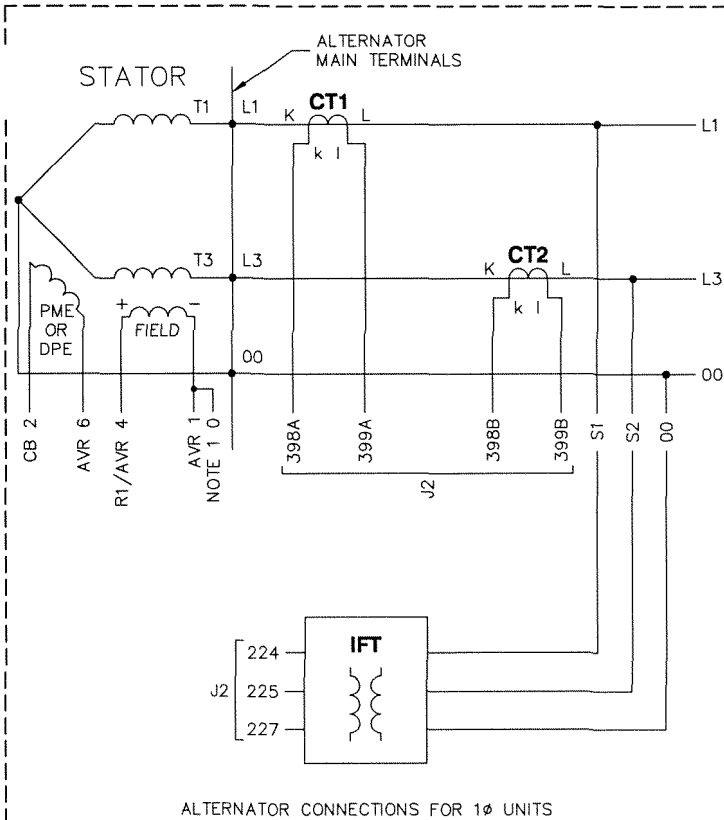 ALTERNATOR
MAIN TERMINALS
STATOR
T1
L1
K
CT1
L
k l
L1
T3
L3
K
CT2
L
k l
L3
PME
OR
DPE
+
-
FIELD
00
00
CB 2
AVR 6
R1/AVR 4
AVR 1
NOTE 1 0
398A
399A
398B
399B
J2
S1
S2
00
IFT
J2
224
225
227
ALTERNATOR CONNECTIONS FOR 1ø UNITS